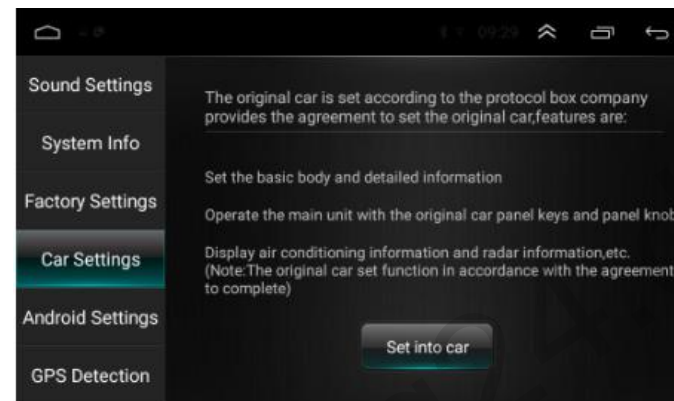 09:29
Sound Settings
System Info
Factory Settings
Car Settings
Android Settings
GPS Detection
The original car is set according to the protocol box company
provides the agreement to set the original car,features are:
Set the basic body and detailed information
Operate the main unit with the original car panel keys and panel knob
Display air conditioning information and radar information,etc.
(Note:The original car set function in accordance with the agreement
to complete)
Set into car